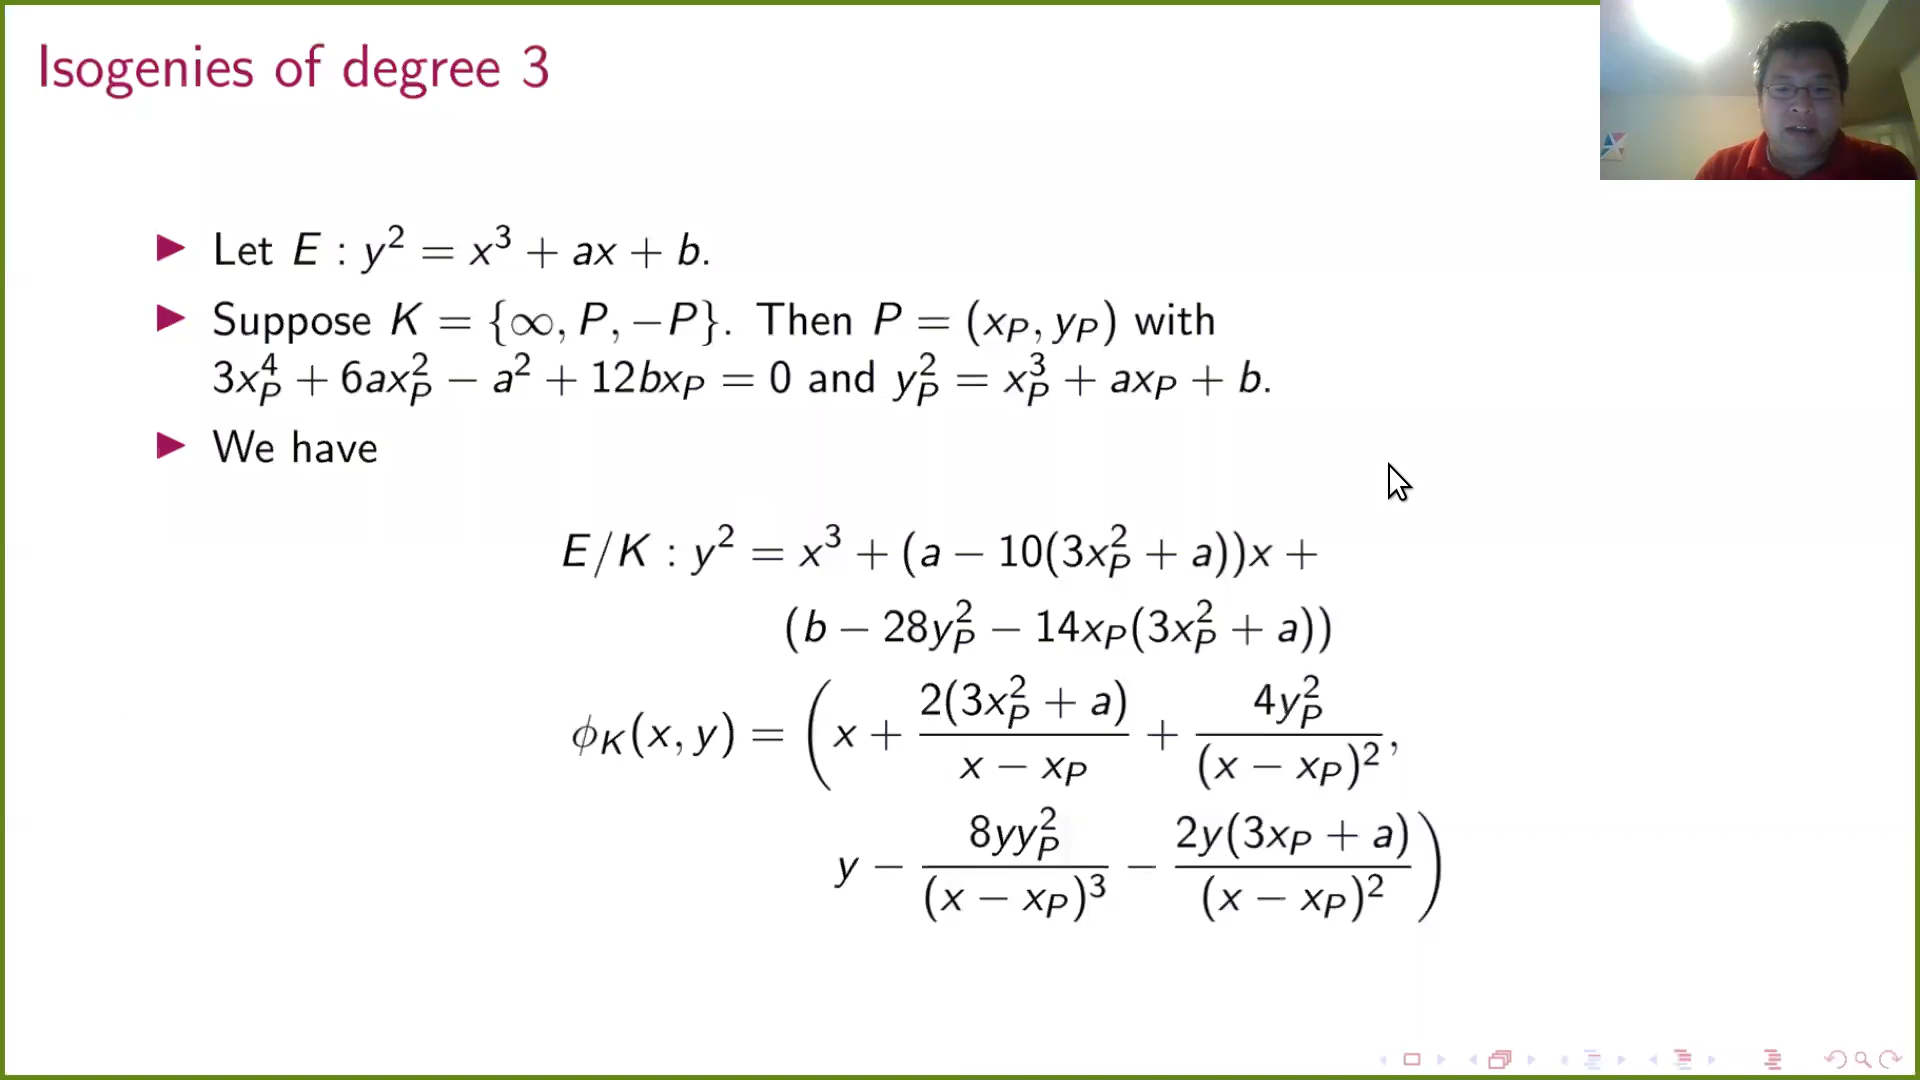 Isogenies of degree 3
▶ Let E : y² = x³ + ax + b.
▶ Suppose K = {∞, P, −P}. Then P = (x_P, y_P) with
3x_P⁴ + 6ax_P² − a² + 12bx_P = 0 and y_P² = x_P³ + ax_P + b.
▶ We have
E/K : y² = x³ + (a − 10(3x_P² + a))x +
(b − 28y_P² − 14x_P(3x_P² + a))
φ_K(x, y) = ( x + 2(3x_P² + a)/(x − x_P) + 4y_P²/(x − x_P)²,
y − 8yy_P²/(x − x_P)³ − 2y(3x_P + a)/(x − x_P)² )